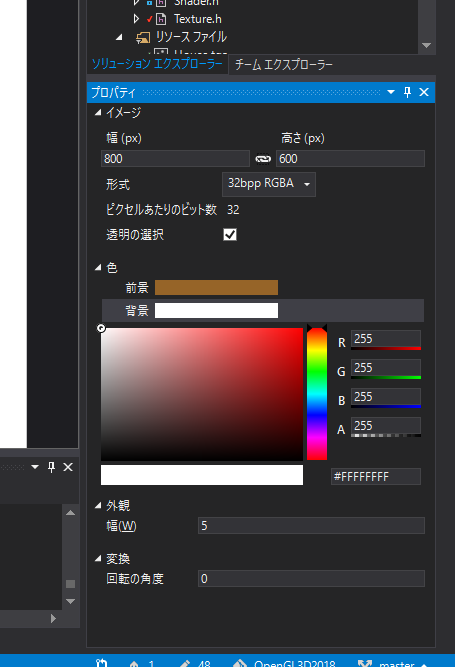 Shader.h
Texture.h
リソース ファイル
ソリューション エクスプローラー チーム エクスプローラー
プロパティ
イメージ
幅 (px) 高さ (px)
800 600
形式 32bpp RGBA
ピクセルあたりのビット数 32
透明の選択
色
前景
背景
R 255
G 255
B 255
A 255
#FFFFFFFF
外観
幅(W) 5
変換
回転の角度 0
1 48 OpenGL3D2018 master